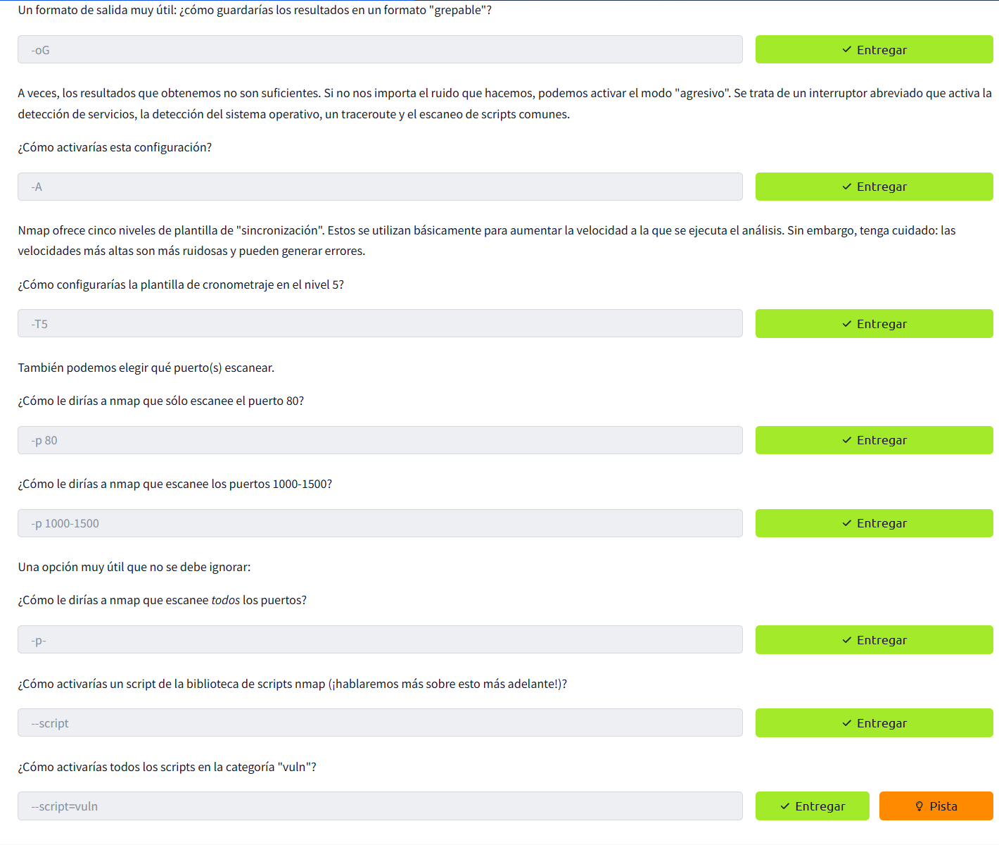 Un formato de salida muy útil: ¿cómo guardarías los resultados en un formato "grepable"?
-oG
Entregar
A veces, los resultados que obtenemos no son suficientes. Si no nos importa el ruido que hacemos, podemos activar el modo "agresivo". Se trata de un interruptor abreviado que activa la
detección de servicios, la detección del sistema operativo, un traceroute y el escaneo de scripts comunes.
¿Cómo activarías esta configuración?
-A
Entregar
Nmap ofrece cinco niveles de plantilla de "sincronización". Estos se utilizan básicamente para aumentar la velocidad a la que se ejecuta el análisis. Sin embargo, tenga cuidado: las
velocidades más altas son más ruidosas y pueden generar errores.
¿Cómo configurarías la plantilla de cronometraje en el nivel 5?
-T5
Entregar
También podemos elegir qué puerto(s) escanear.
¿Cómo le dirías a nmap que sólo escanee el puerto 80?
-p 80
Entregar
¿Cómo le dirías a nmap que escanee los puertos 1000-1500?
-p 1000-1500
Entregar
Una opción muy útil que no se debe ignorar:
¿Cómo le dirías a nmap que escanee todos los puertos?
-p-
Entregar
¿Cómo activarías un script de la biblioteca de scripts nmap (¡hablaremos más sobre esto más adelante!)?
--script
Entregar
¿Cómo activarías todos los scripts en la categoría "vuln"?
--script=vuln
Entregar
Pista